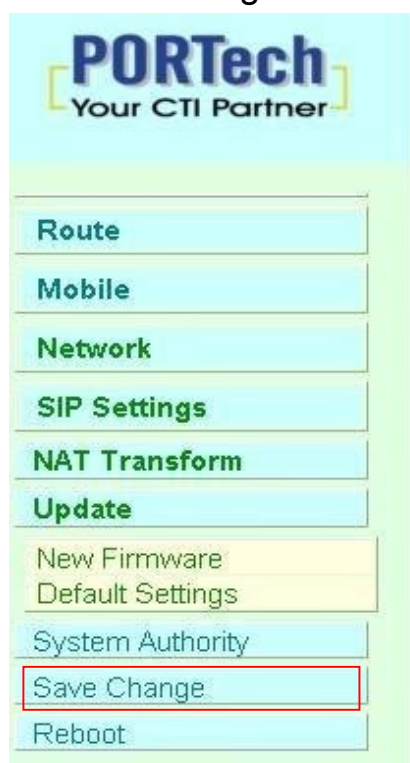 PORTech
Your CTI Partner
Route
Mobile
Network
SIP Settings
NAT Transform
Update
New Firmware
Default Settings
System Authority
Save Change
Reboot